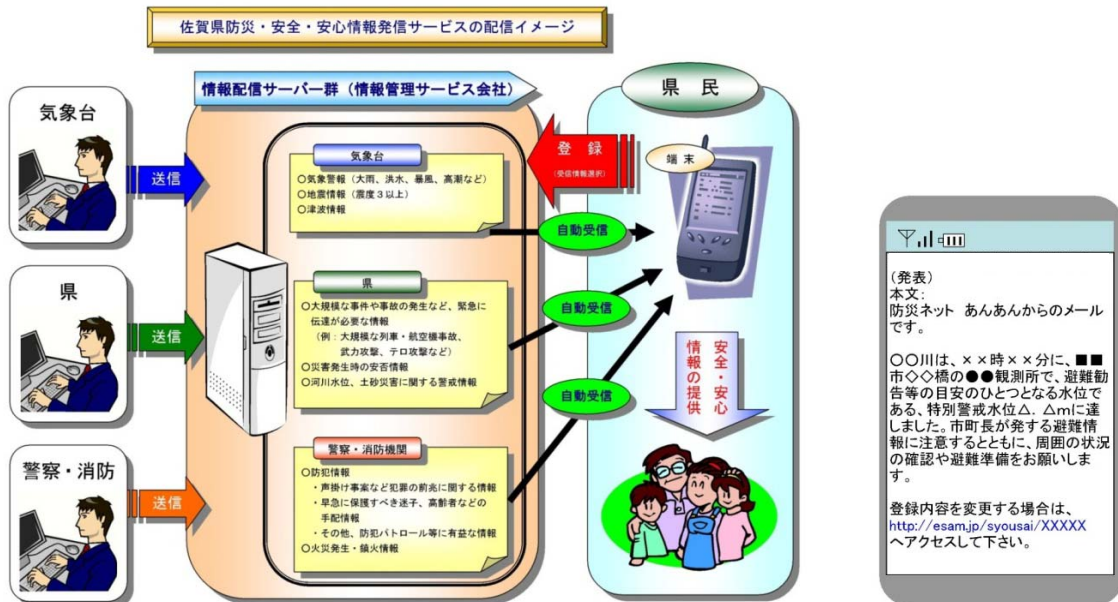 佐賀県防災・安全・安心情報発信サービスの配信イメージ
気象台
送信
県
送信
警察・消防
送信
情報配信サーバー群（情報管理サービス会社）
気象台
○気象警報（大雨、洪水、暴風、高潮など）
○地震情報（震度３以上）
○津波情報
県
○大規模な事件や事故の発生など、緊急に
伝達が必要な情報
（例：大規模な列車・航空機事故、
武力攻撃、テロ攻撃など）
○災害発生時の安否情報
○河川水位、土砂災害に関する警戒情報
警察・消防機関
○防犯情報
・声掛け事案など犯罪の前兆に関する情報
・早急に保護すべき迷子、高齢者などの
手配情報
・その他、防犯パトロール等に有益な情報
○火災発生・鎮火情報
登録
（受信情報選択）
自動受信
自動受信
自動受信
県民
端末
安全・安心
情報の提供
（発表）
本文：
防災ネット　あんあんからのメール
です。
○○川は、××時××分に、■■
市◇◇橋の●●観測所で、避難勧
告等の目安のひとつとなる水位で
ある、特別警戒水位△．△mに達
しました。市町長が発する避難情
報に注意するとともに、周囲の状況
の確認や避難準備をお願いしま
す。
登録内容を変更する場合は、
http://esam.jp/syousai/XXXXX
へアクセスして下さい。